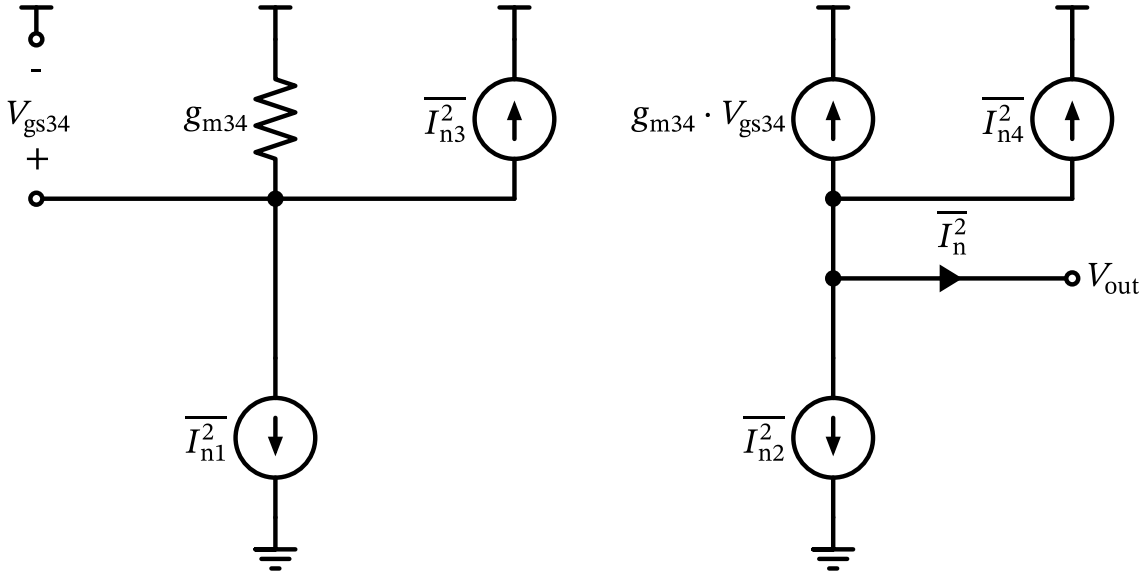 -
V_gs34
+
g_m34
\overline{I_n3^2}
g_m34 · V_gs34
\overline{I_n4^2}
\overline{I_n^2}
V_out
\overline{I_n1^2}
\overline{I_n2^2}